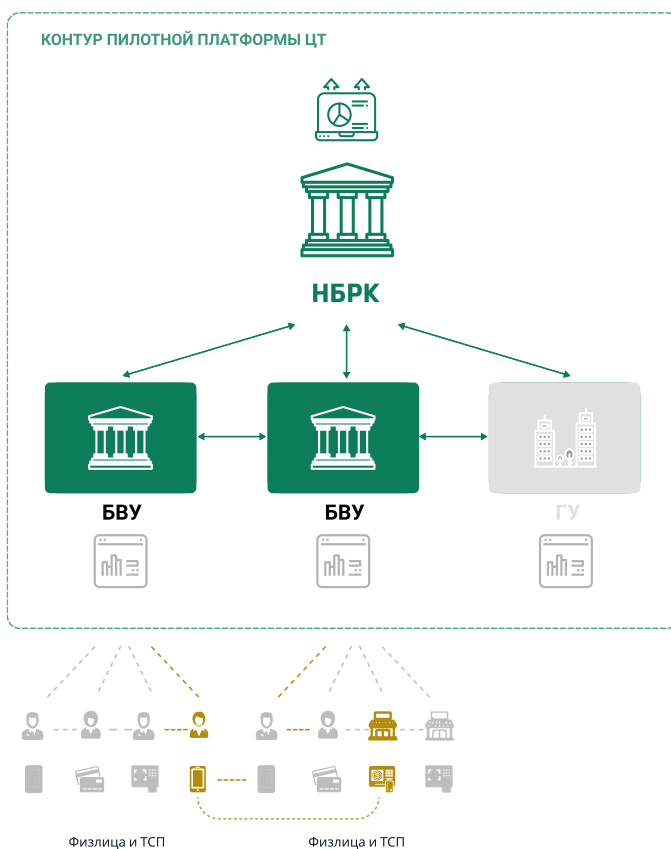 КОНТУР ПИЛОТНОЙ ПЛАТФОРМЫ ЦТ
НБРК
БВУ
БВУ
ГУ
Физлица и ТСП
Физлица и ТСП